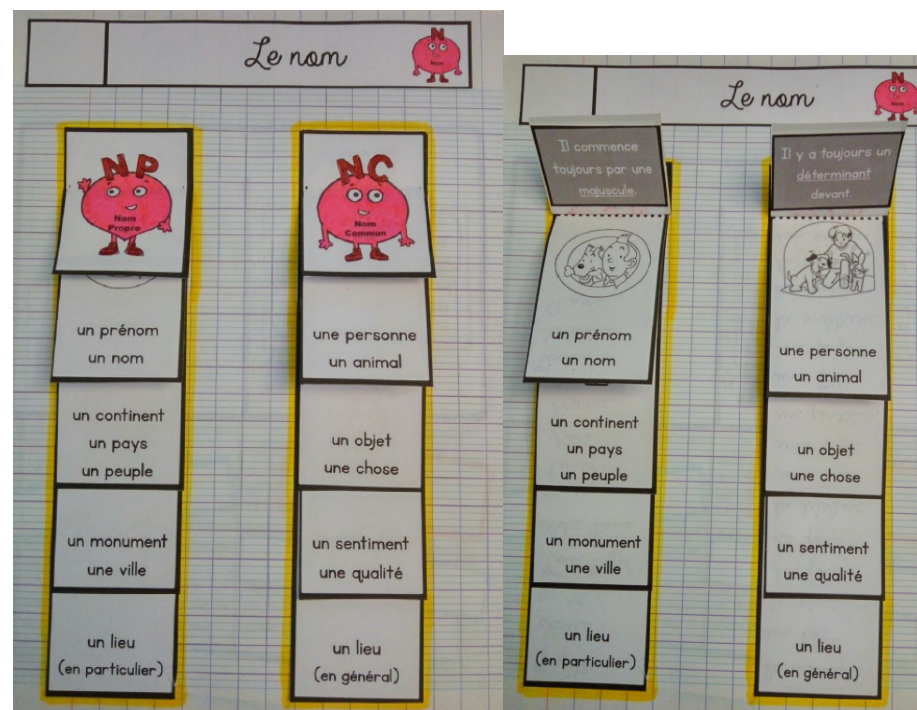 Le nom
N
Nom
NP
Nom
Propre
un prénom
un nom
un continent
un pays
un peuple
un monument
une ville
un lieu
(en particulier)
NC
Nom
Commun
une personne
un animal
un objet
une chose
un sentiment
une qualité
un lieu
(en général)
Le nom
N
Nom
Il commence
toujours par une
majuscule.
un prénom
un nom
un continent
un pays
un peuple
un monument
une ville
un lieu
(en particulier)
Il y a toujours un
déterminant
devant.
une personne
un animal
un objet
une chose
un sentiment
une qualité
un lieu
(en général)